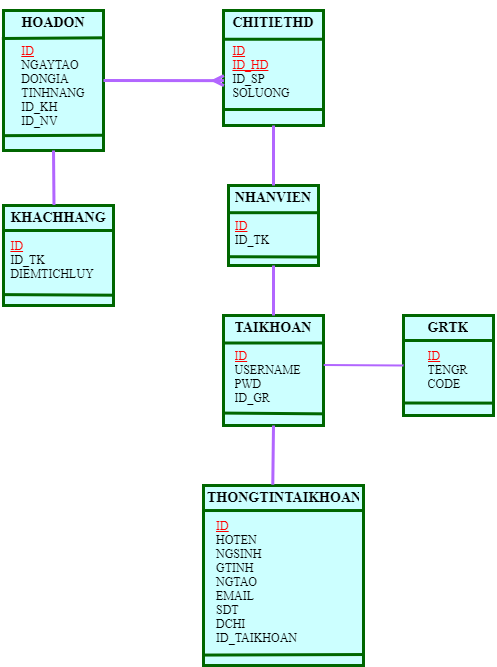 HOADON
ID
NGAYTAO
DONGIA
TINHNANG
ID_KH
ID_NV
CHITIETHD
ID
ID_HD
ID_SP
SOLUONG
KHACHHANG
ID
ID_TK
DIEMTICHLUY
NHANVIEN
ID
ID_TK
TAIKHOAN
ID
USERNAME
PWD
ID_GR
GRTK
ID
TENGR
CODE
THONGTINTAIKHOAN
ID
HOTEN
NGSINH
GTINH
NGTAO
EMAIL
SDT
DCHI
ID_TAIKHOAN